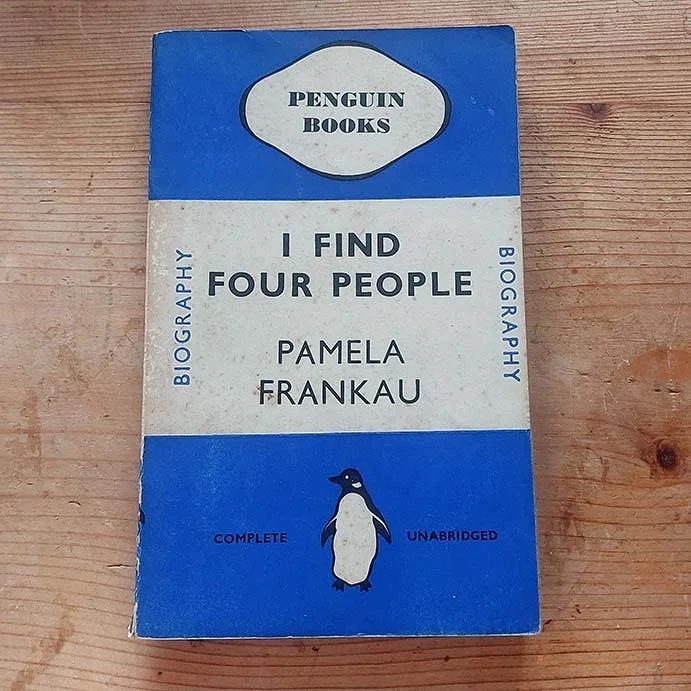 PENGUIN
BOOKS
I FIND
FOUR PEOPLE
BIOGRAPHY
BIOGRAPHY
PAMELA
FRANKAU
COMPLETE
UNABRIDGED